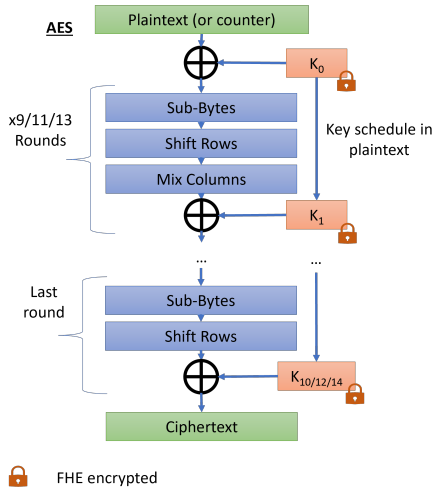 AES
Plaintext (or counter)
K0
x9/11/13
Rounds
Sub-Bytes
Shift Rows
Mix Columns
Key schedule in
plaintext
K1
...
...
Last
round
Sub-Bytes
Shift Rows
K10/12/14
Ciphertext
FHE encrypted